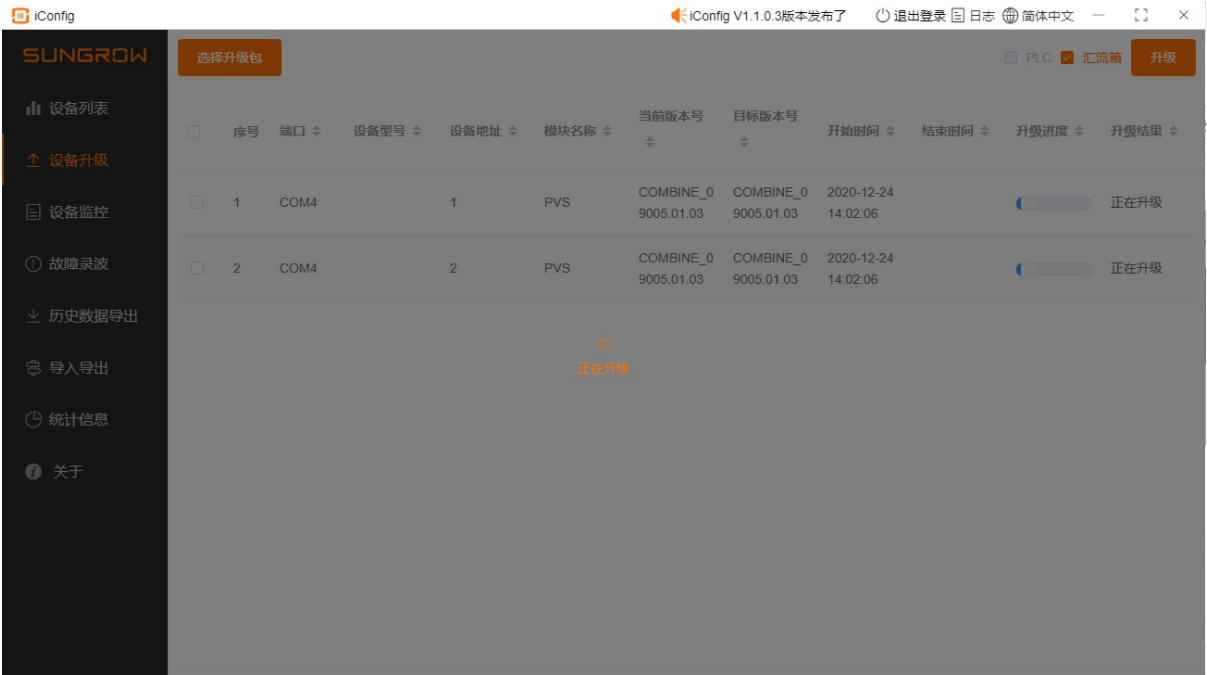 iConfig
iConfig V1.1.0.3版本发布了
退出登录
日志
简体中文
SUNGROW
选择升级包
PLC
汇流箱
升级
设备列表
设备升级
设备监控
故障录波
历史数据导出
导入导出
统计信息
关于
序号 端口 设备型号 设备地址 模块名称 当前版本号 目标版本号 开始时间 结束时间 升级进度 升级结果
1 COM4 1 PVS COMBINE_0 COMBINE_0 2020-12-24 正在升级
9005.01.03 9005.01.03 14:02:06
2 COM4 2 PVS COMBINE_0 COMBINE_0 2020-12-24 正在升级
9005.01.03 9005.01.03 14:02:06
正在升级